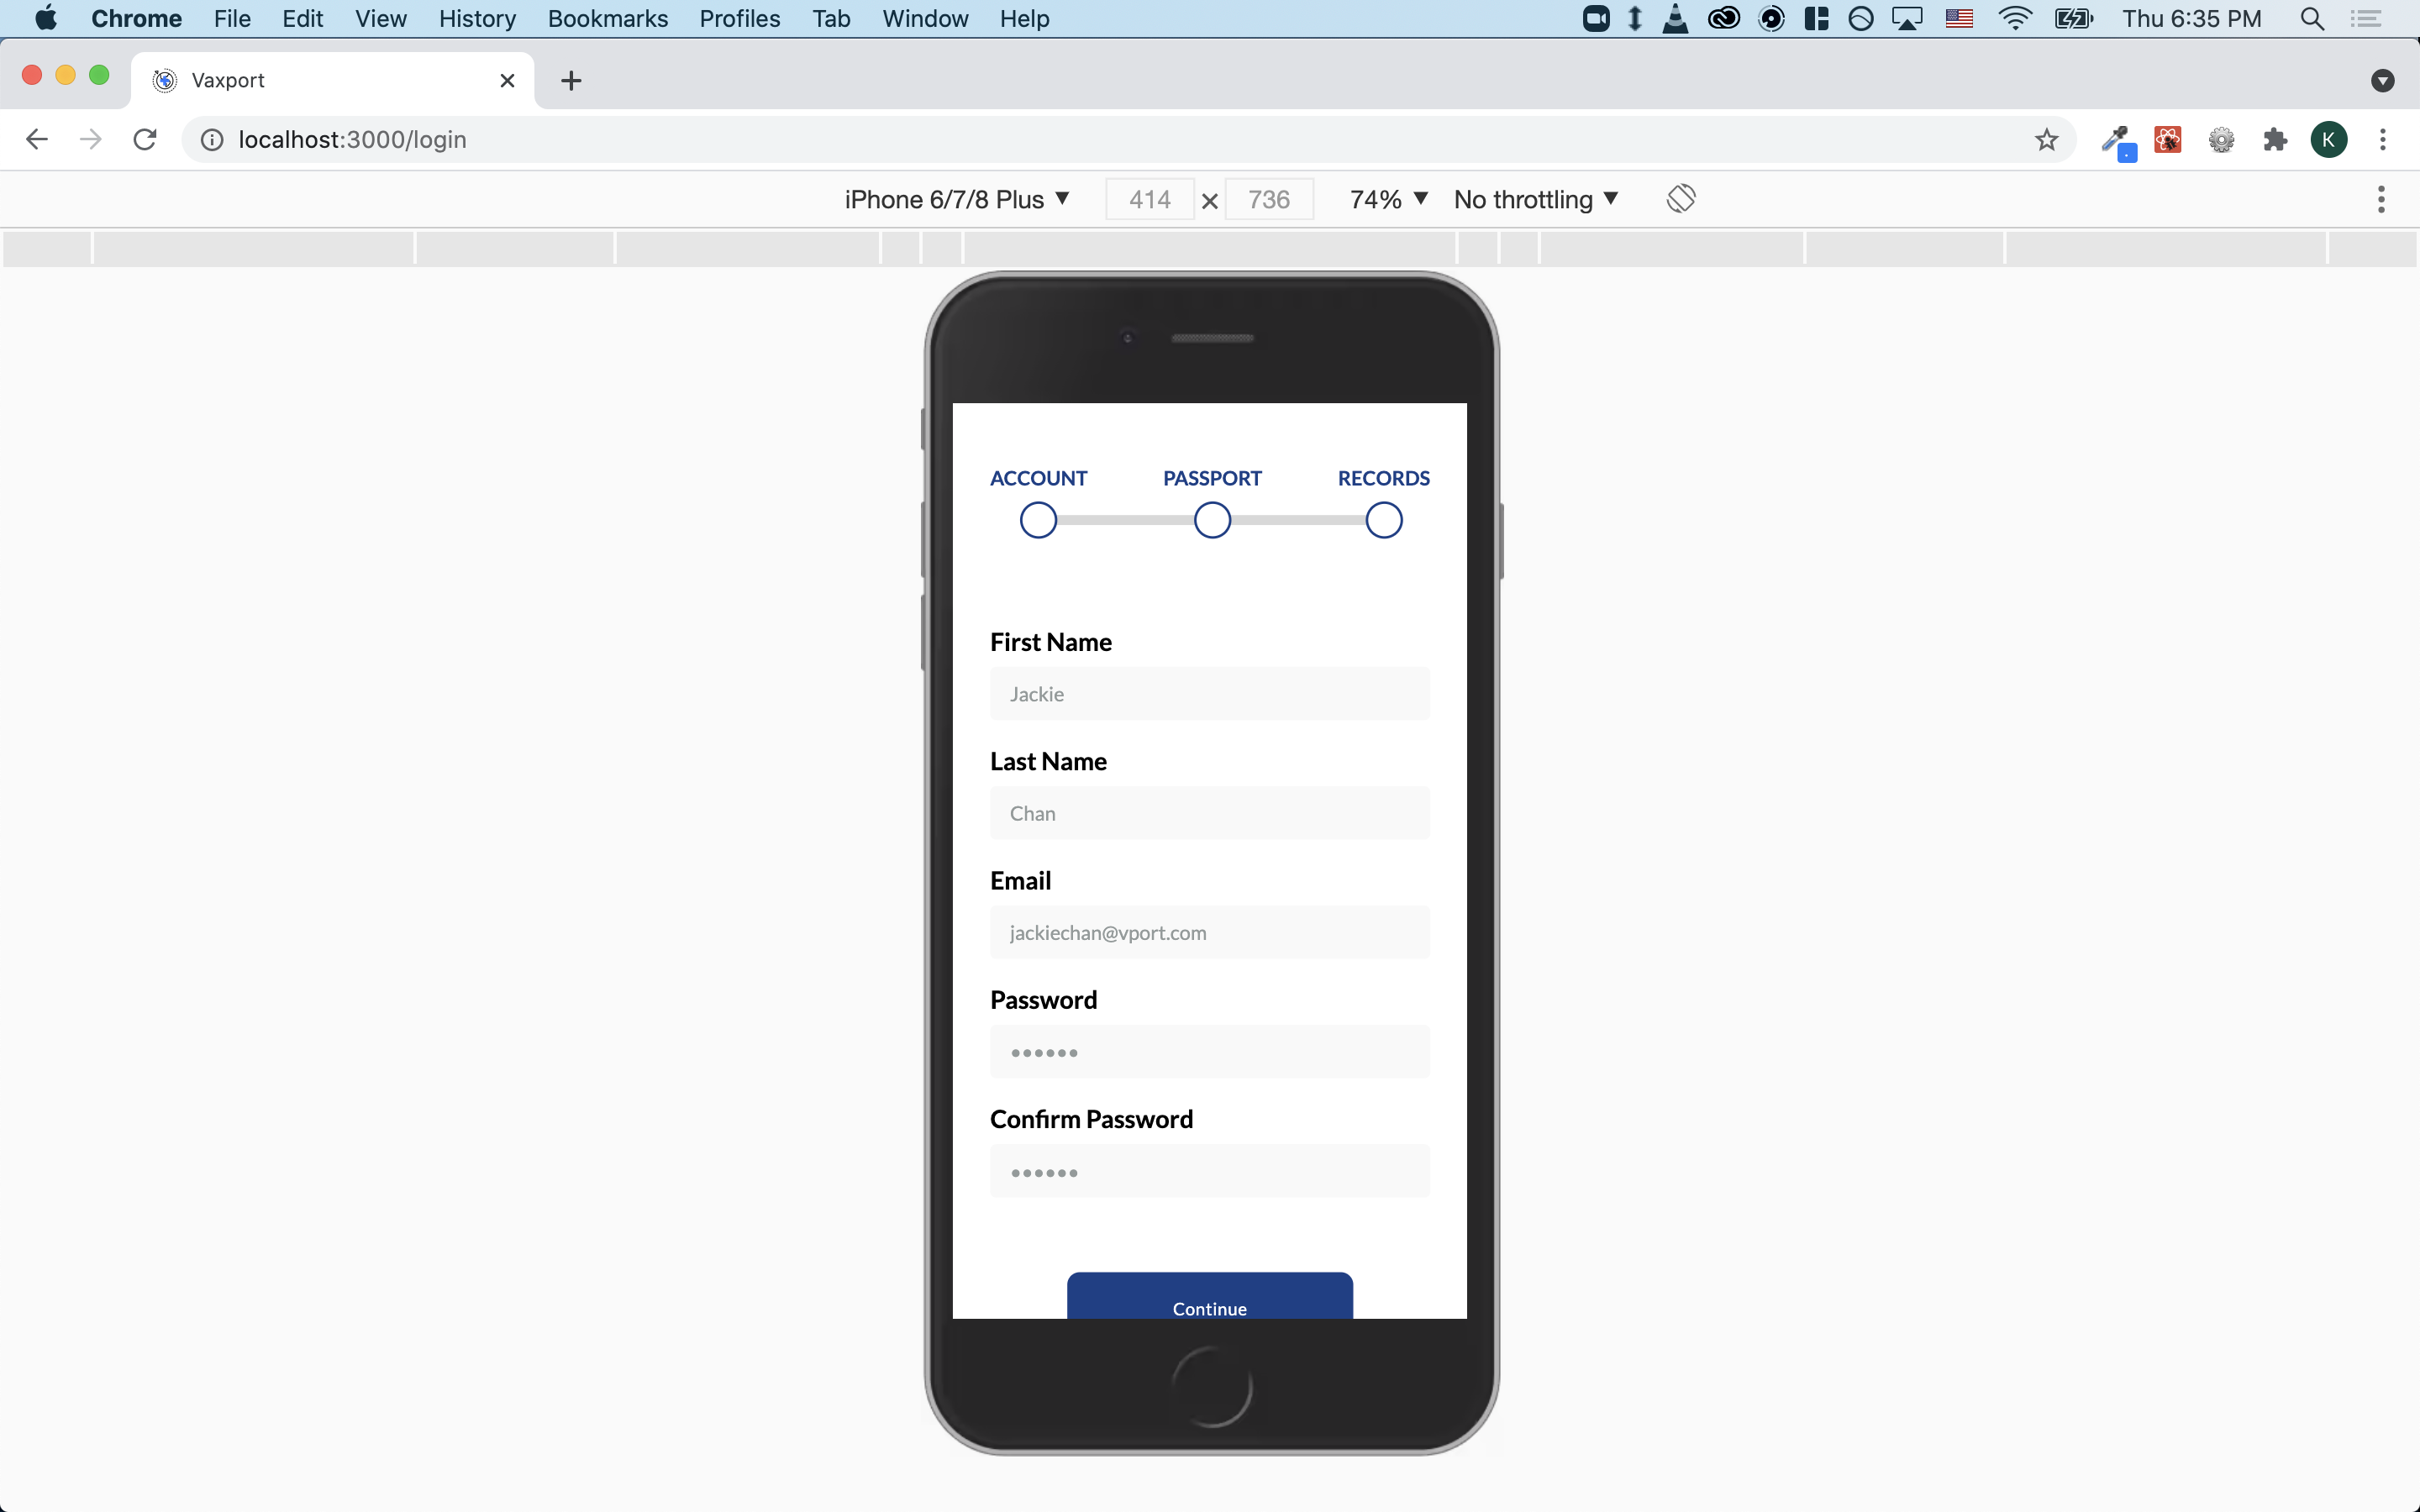 Chrome File Edit View History Bookmarks Profiles Tab Window Help Thu 6:35 PM
Vaxport
localhost:3000/login K
iPhone 6/7/8 Plus 414 × 736 74% No throttling
ACCOUNT PASSPORT RECORDS
First Name
Jackie
Last Name
Chan
Email
jackiechan@vport.com
Password
••••••
Confirm Password
••••••
Continue